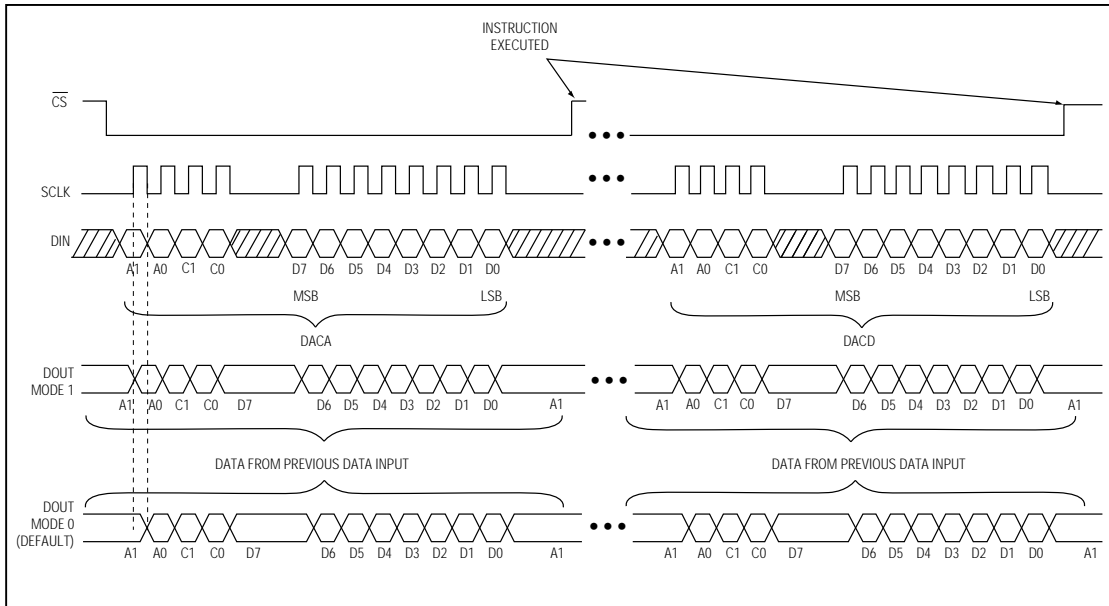 INSTRUCTION
EXECUTED
CS
SCLK
DIN
A1 A0 C1 C0 D7 D6 D5 D4 D3 D2 D1 D0 A1 A0 C1 C0 D7 D6 D5 D4 D3 D2 D1 D0
MSB LSB MSB LSB
DACA DACD
DOUT
MODE 1
A1 A0 C1 C0 D7 D6 D5 D4 D3 D2 D1 D0 A1 A1 A0 C1 C0 D7 D6 D5 D4 D3 D2 D1 D0 A1
DATA FROM PREVIOUS DATA INPUT DATA FROM PREVIOUS DATA INPUT
DOUT
MODE 0
(DEFAULT)
A1 A0 C1 C0 D7 D6 D5 D4 D3 D2 D1 D0 A1 A1 A0 C1 C0 D7 D6 D5 D4 D3 D2 D1 D0 A1